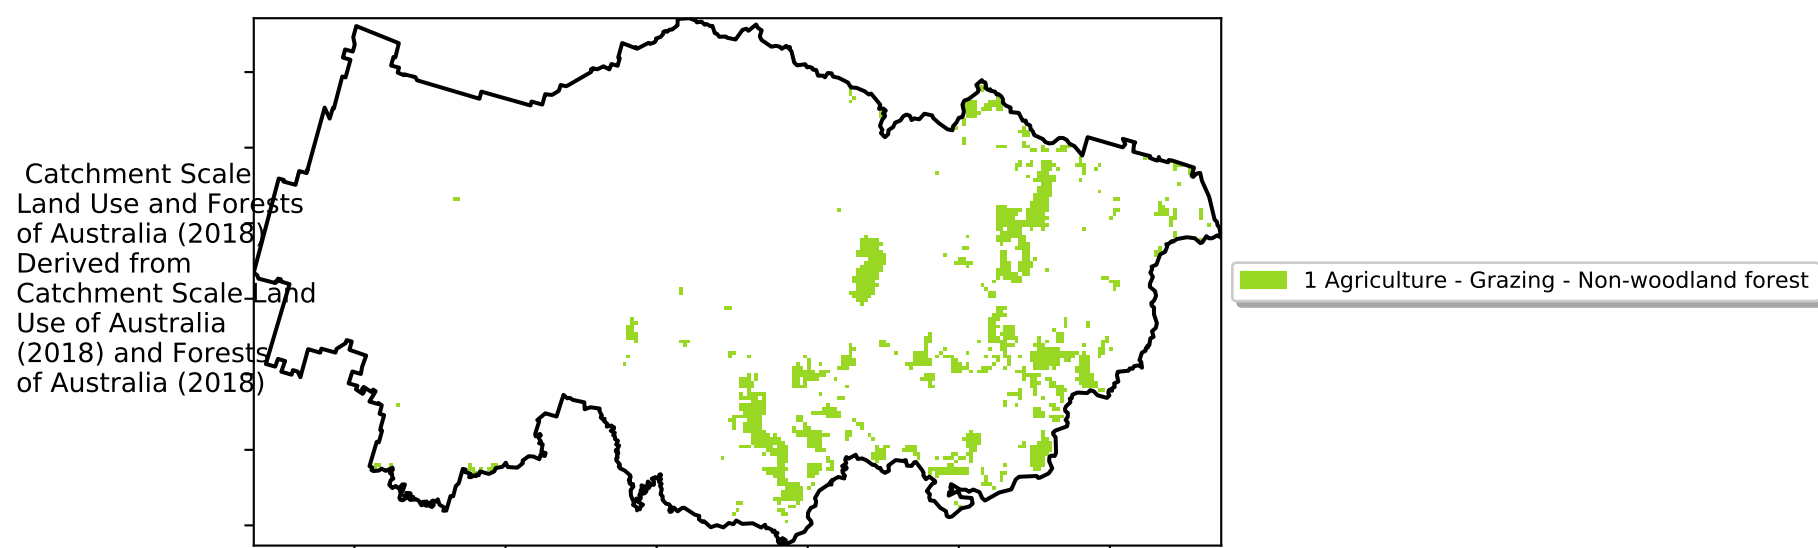 Catchment Scale
Land Use and Forests
of Australia (2018)
Derived from
Catchment Scale Land
Use of Australia
(2018) and Forests
of Australia (2018)
1 Agriculture - Grazing - Non-woodland forest